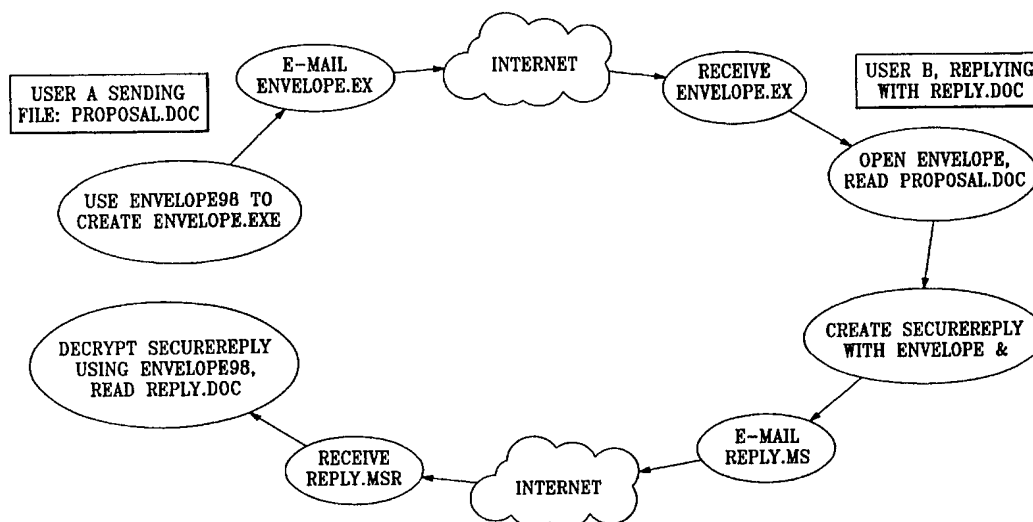 USER A SENDING
FILE: PROPOSAL.DOC
E-MAIL
ENVELOPE.EX
INTERNET
RECEIVE
ENVELOPE.EX
USER B, REPLYING
WITH REPLY.DOC
USE ENVELOPE98 TO
CREATE ENVELOPE.EXE
OPEN ENVELOPE,
READ PROPOSAL.DOC
CREATE SECUREREPLY
WITH ENVELOPE &
E-MAIL
REPLY.MS
INTERNET
RECEIVE
REPLY.MSR
DECRYPT SECUREREPLY
USING ENVELOPE98,
READ REPLY.DOC